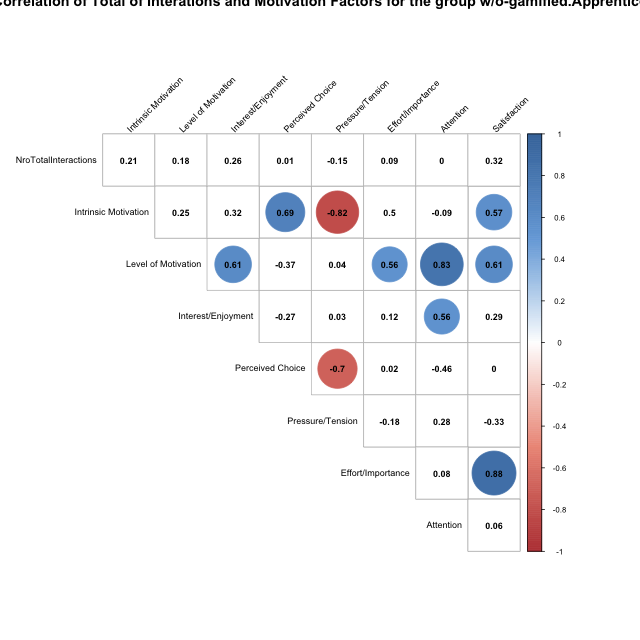 Correlation of Total of Interations and Motivation Factors for the group w/o-gamified.Apprentice
Intrinsic Motivation
Level of Motivation
Interest/Enjoyment
Perceived Choice
Pressure/Tension
Effort/Importance
Attention
Satisfaction
NroTotalInteractions 0.21 0.18 0.26 0.01 -0.15 0.09 0 0.32
Intrinsic Motivation 0.25 0.32 0.69 -0.82 0.5 -0.09 0.57
Level of Motivation 0.61 -0.37 0.04 0.56 0.83 0.61
Interest/Enjoyment -0.27 0.03 0.12 0.56 0.29
Perceived Choice -0.7 0.02 -0.46 0
Pressure/Tension -0.18 0.28 -0.33
Effort/Importance 0.08 0.88
Attention 0.06
1
0.8
0.6
0.4
0.2
0
-0.2
-0.4
-0.6
-0.8
-1